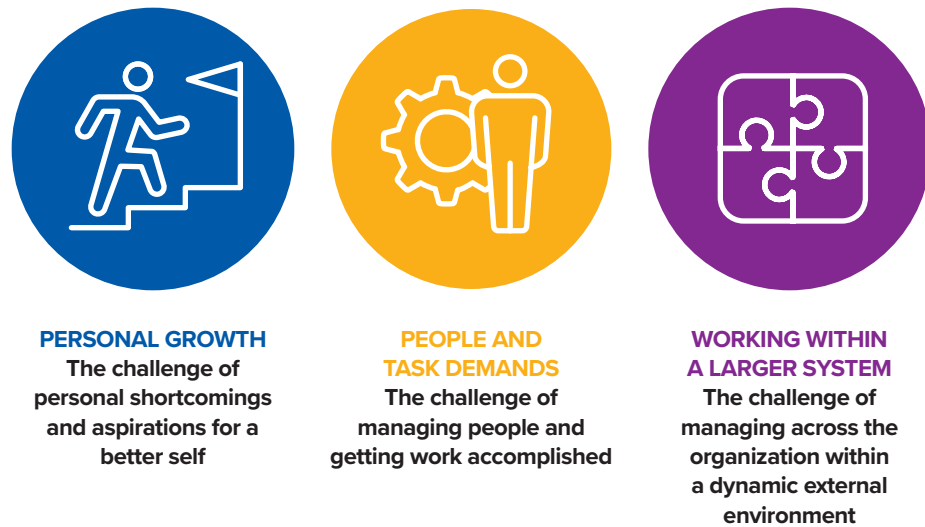 PERSONAL GROWTH
The challenge of
personal shortcomings
and aspirations for a
better self
PEOPLE AND
TASK DEMANDS
The challenge of
managing people and
getting work accomplished
WORKING WITHIN
A LARGER SYSTEM
The challenge of
managing across the
organization within
a dynamic external
environment